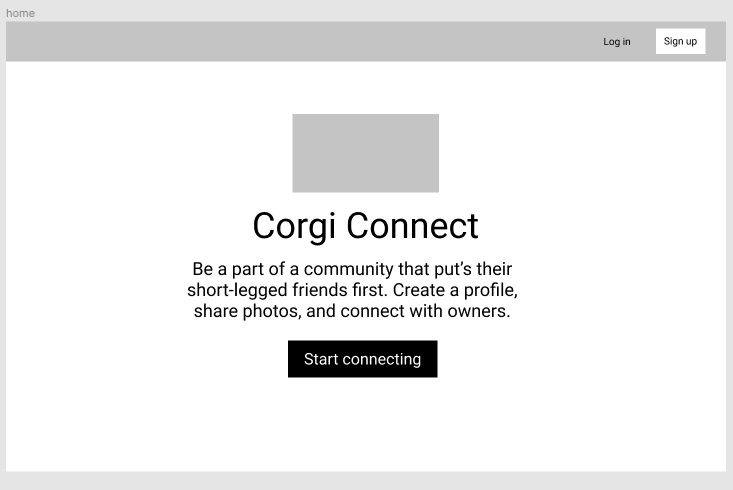 home
Log in
Sign up
Corgi Connect
Be a part of a community that put’s their
short-legged friends first. Create a profile,
share photos, and connect with owners.
Start connecting